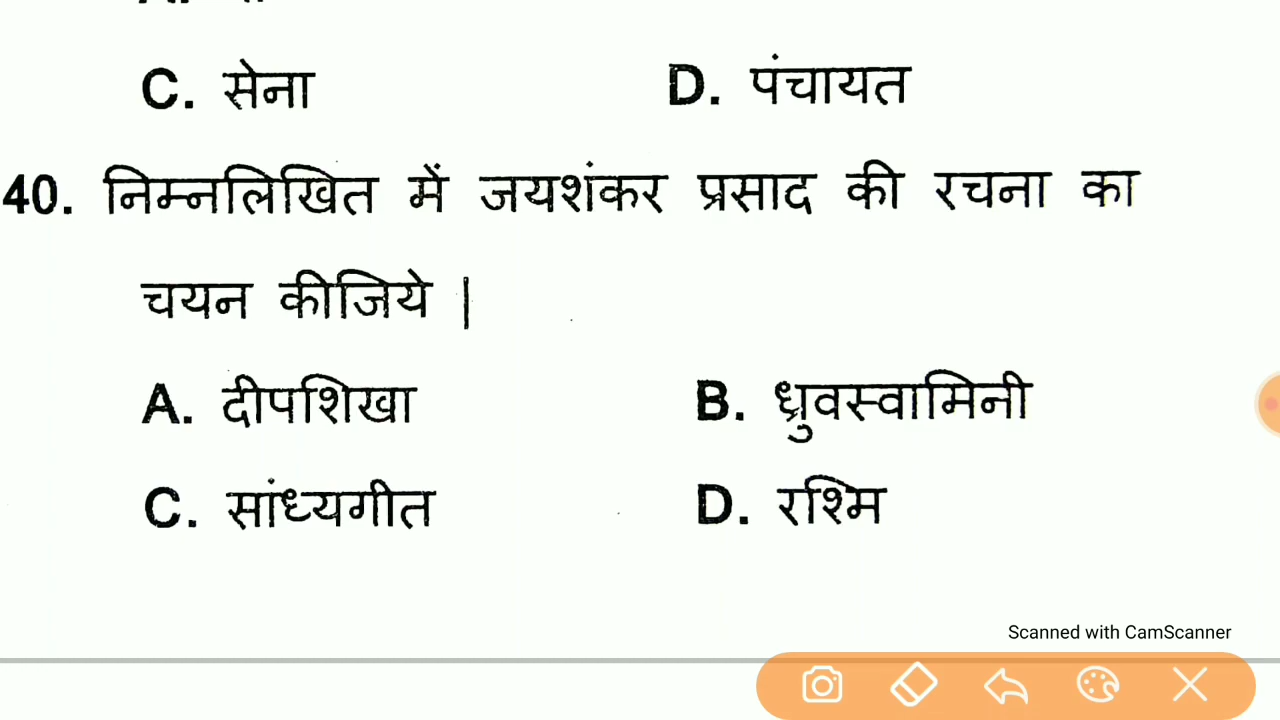 C. सेना D. पंचायत
40. निम्नलिखित में जयशंकर प्रसाद की रचना का
चयन कीजिये |
A. दीपशिखा B. ध्रुवस्वामिनी
C. सांध्यगीत D. रश्मि
Scanned with CamScanner